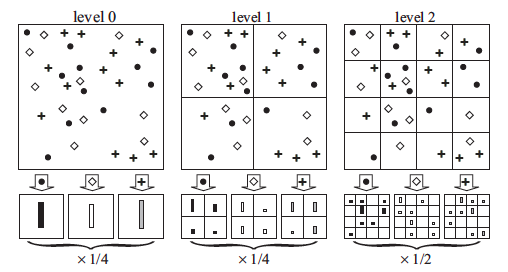 level 0 level 1 level 2
× 1/4 × 1/4 × 1/2